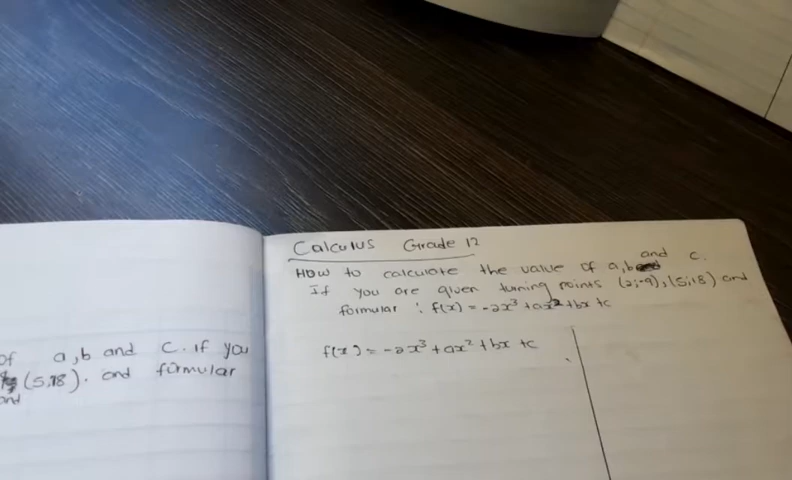 of a,b and c. if you
(5;18). and formular
and
Calculus Grade 12
and
How to calculate the value of a,b c.
If you are given turning points (2;-9),(5;18) and
formular : f(x) = -2x³ + ax² + bx + c
f(x) = -2x³ + ax² + bx + c